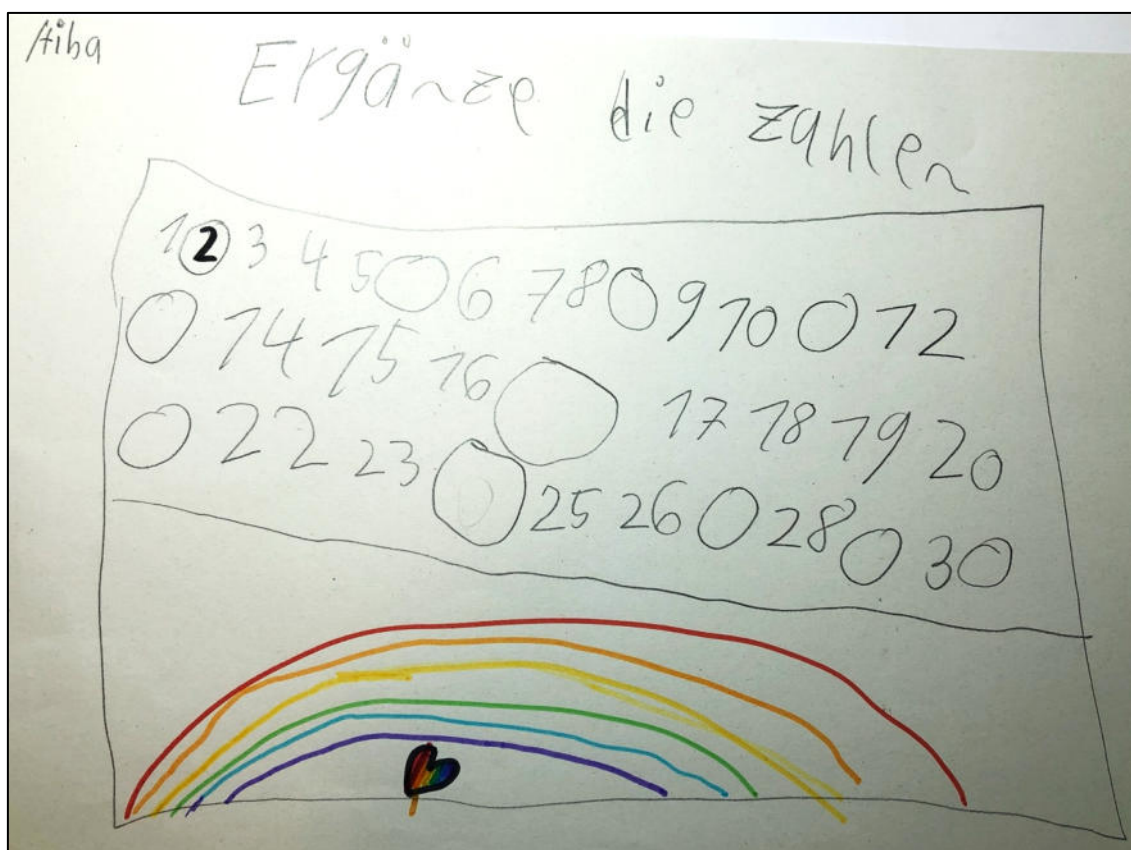 Hiba
Ergänze die zahlen
1 2 3 4 5 ◯ 6 7 8 ◯ 9 10 ◯ 12
◯ 14 15 16 ◯ 17 18 19 20
◯ 22 23 ◯ 25 26 ◯ 28 ◯ 30